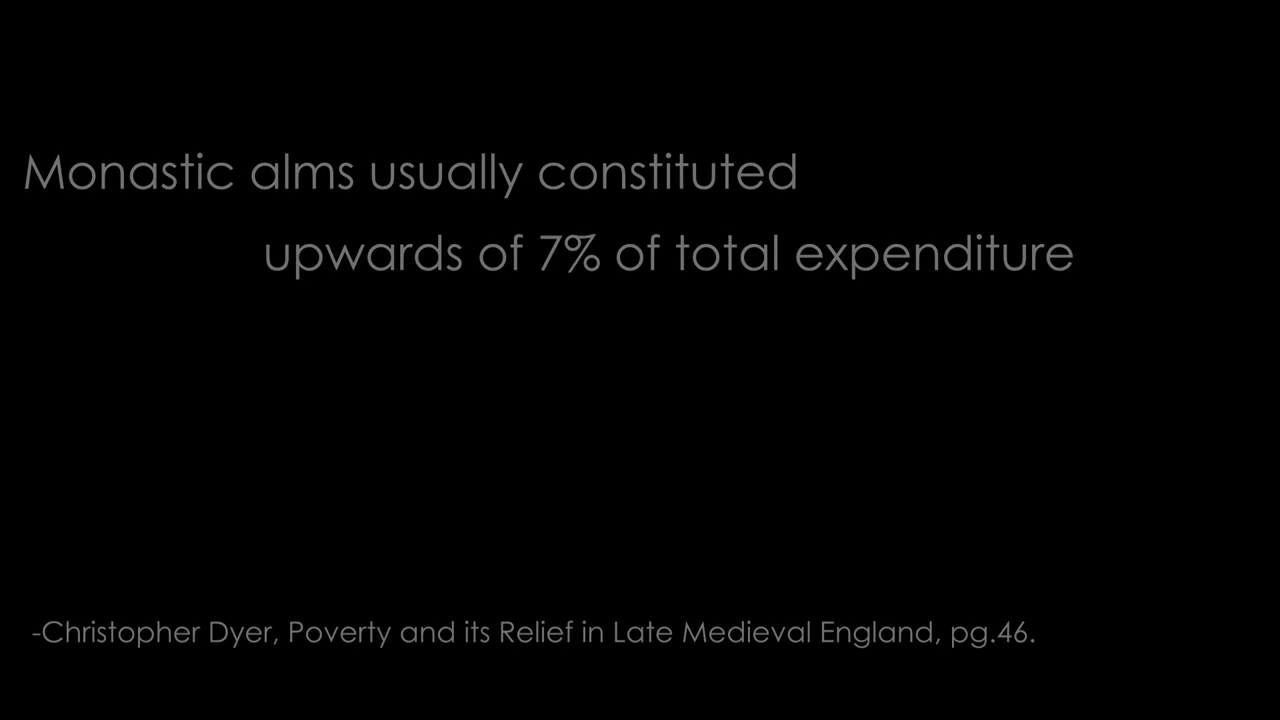 Monastic alms usually constituted
upwards of 7% of total expenditure
-Christopher Dyer, Poverty and its Relief in Late Medieval England, pg.46.